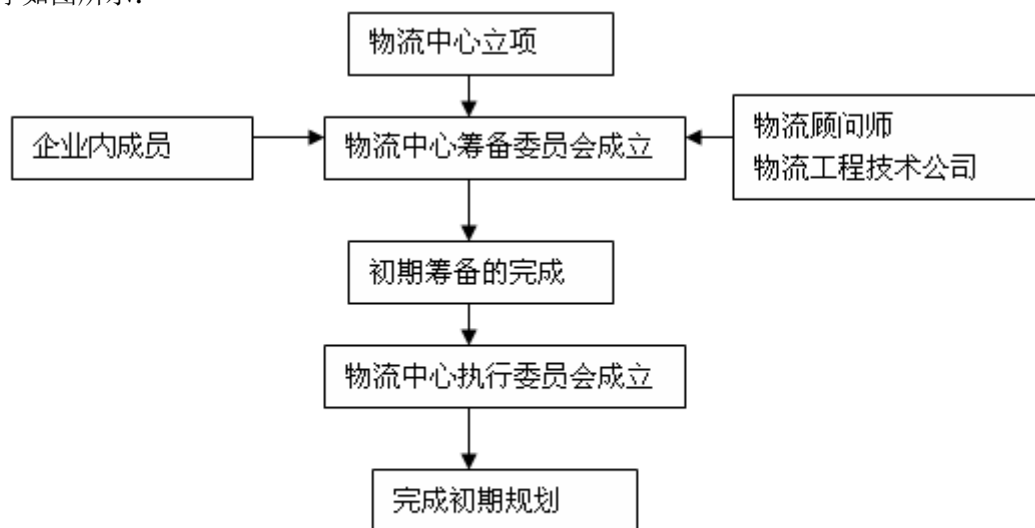 物流中心立项
企业内成员
物流中心筹备委员会成立
物流顾问师
物流工程技术公司
初期筹备的完成
物流中心执行委员会成立
完成初期规划